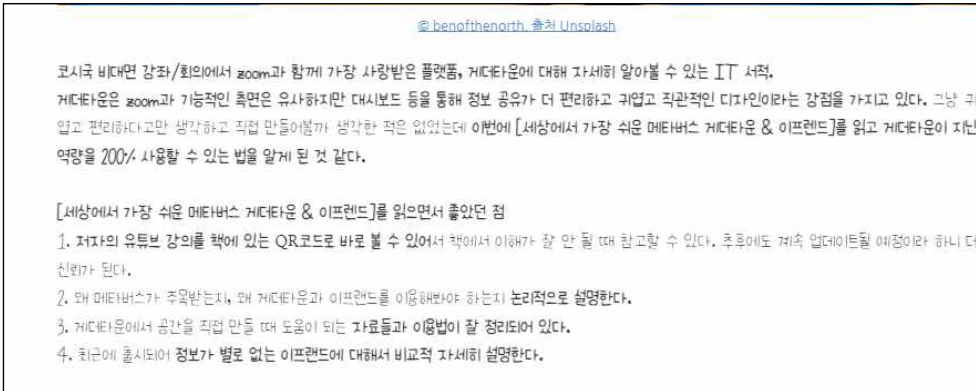 © benofthenorth, 출처 Unsplash
코시국 비대면 강좌/회의에서 zoom과 함께 가장 사랑받은 플랫폼, 게더타운에 대해 자세히 알아볼 수 있는 IT 서적.
게더타운은 zoom과 기능적인 측면은 유사하지만 대시보드 등을 통해 정보 공유가 더 편리하고 귀엽고 직관적인 디자인이라는 강점을 가지고 있다. 그냥 귀
엽고 편리하다고만 생각하고 직접 만들어볼까 생각한 적은 없었는데 이번에 [세상에서 가장 쉬운 메타버스 게더타운 & 이프렌드]를 읽고 게더타운이 지닌
역량을 200% 사용할 수 있는 법을 알게 된 것 같다.
[세상에서 가장 쉬운 메타버스 게더타운 & 이프렌드]를 읽으면서 좋았던 점
1. 저자의 유튜브 강의를 책에 있는 QR코드로 바로 볼 수 있어서 책에서 이해가 잘 안 될 때 참고할 수 있다. 추후에도 계속 업데이트될 예정이라 하니 더
신뢰가 된다.
2. 왜 메타버스가 주목받는지, 왜 게더타운과 이프랜드를 이용해봐야 하는지 논리적으로 설명한다.
3. 게더타운에서 공간을 직접 만들 때 도움이 되는 자료들과 이용법이 잘 정리되어 있다.
4. 최근에 출시되어 정보가 별로 없는 이프랜드에 대해서 비교적 자세히 설명한다.